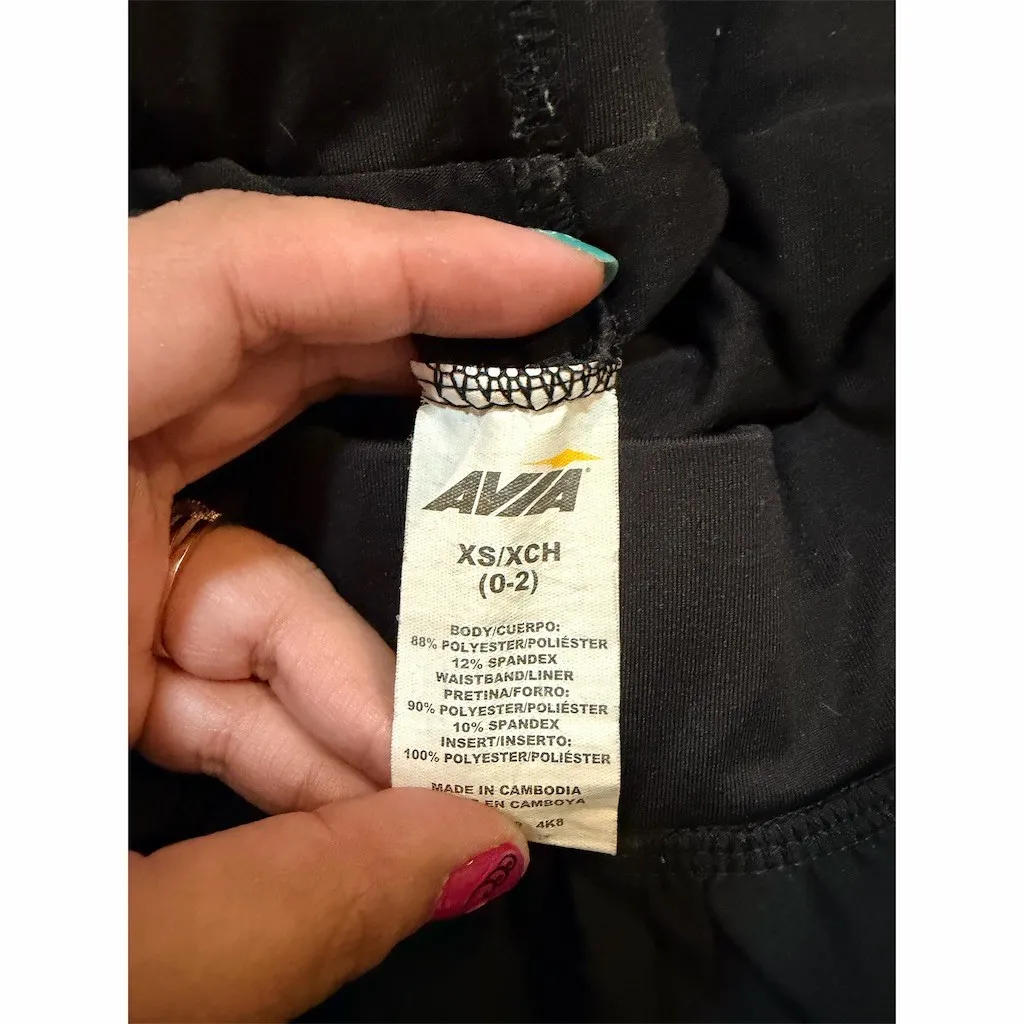 AVIA
XS/XCH
(0-2)
BODY/CUERPO:
88% POLYESTER/POLIÉSTER
12% SPANDEX
WAISTBAND/LINER
PRETINA/FORRO:
90% POLYESTER/POLIÉSTER
10% SPANDEX
INSERT/INSERTO:
100% POLYESTER/POLIÉSTER
MADE IN CAMBODIA
EN CAMBOYA
4K8